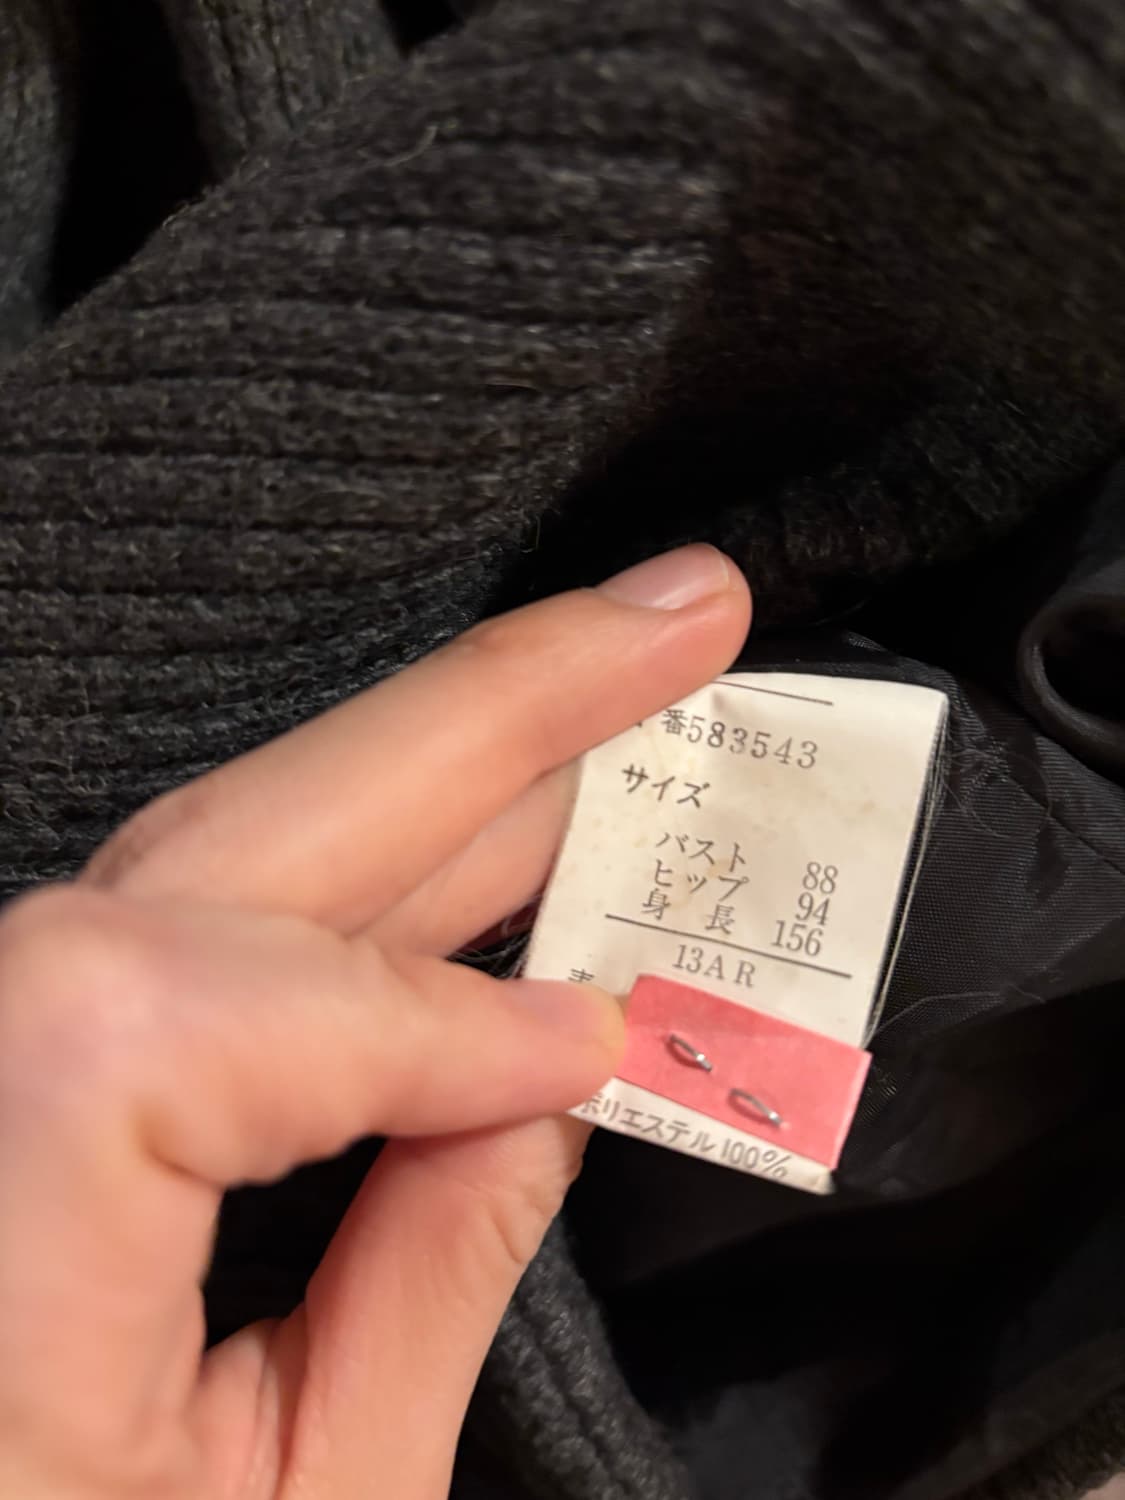 番583543
サイズ
バスト 88
ヒップ 94
身長 156
13AR
ポリエステル100%